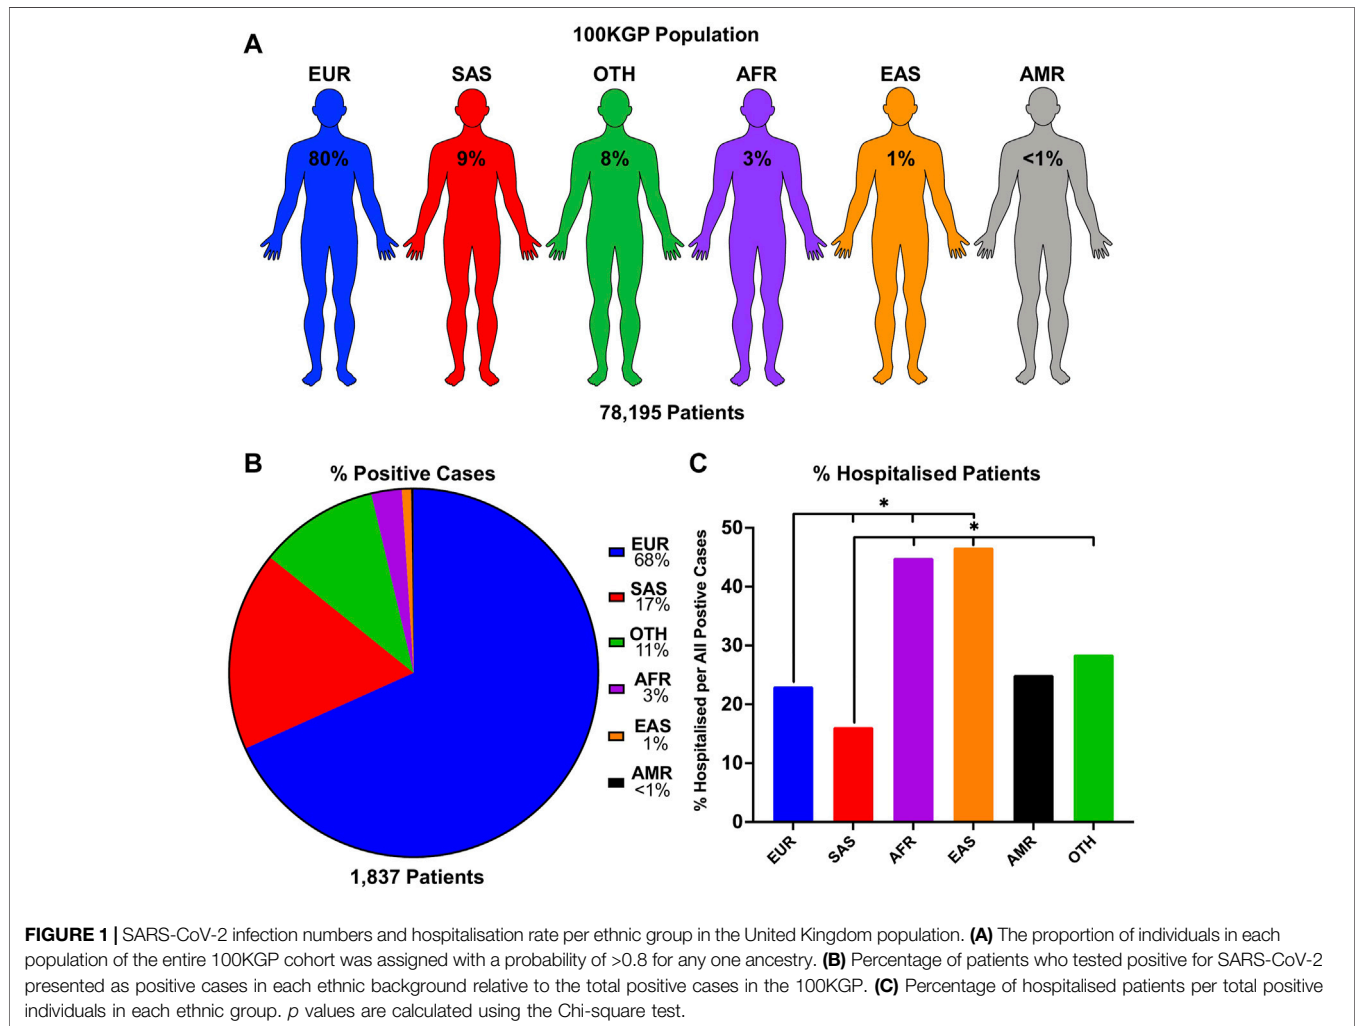 A
100KGP Population
EUR SAS OTH AFR EAS AMR
80% 9% 8% 3% 1% <1%
78,195 Patients
B
% Positive Cases
EUR
68%
SAS
17%
OTH
11%
AFR
3%
EAS
1%
AMR
<1%
1,837 Patients
C
% Hospitalised Patients
*
*
% Hospitalised per All Postive Cases
50
40
30
20
10
0
EUR SAS AFR EAS AMR OTH
FIGURE 1 | SARS-CoV-2 infection numbers and hospitalisation rate per ethnic group in the United Kingdom population. (A) The proportion of individuals in each
population of the entire 100KGP cohort was assigned with a probability of >0.8 for any one ancestry. (B) Percentage of patients who tested positive for SARS-CoV-2
presented as positive cases in each ethnic background relative to the total positive cases in the 100KGP. (C) Percentage of hospitalised patients per total positive
individuals in each ethnic group. p values are calculated using the Chi-square test.